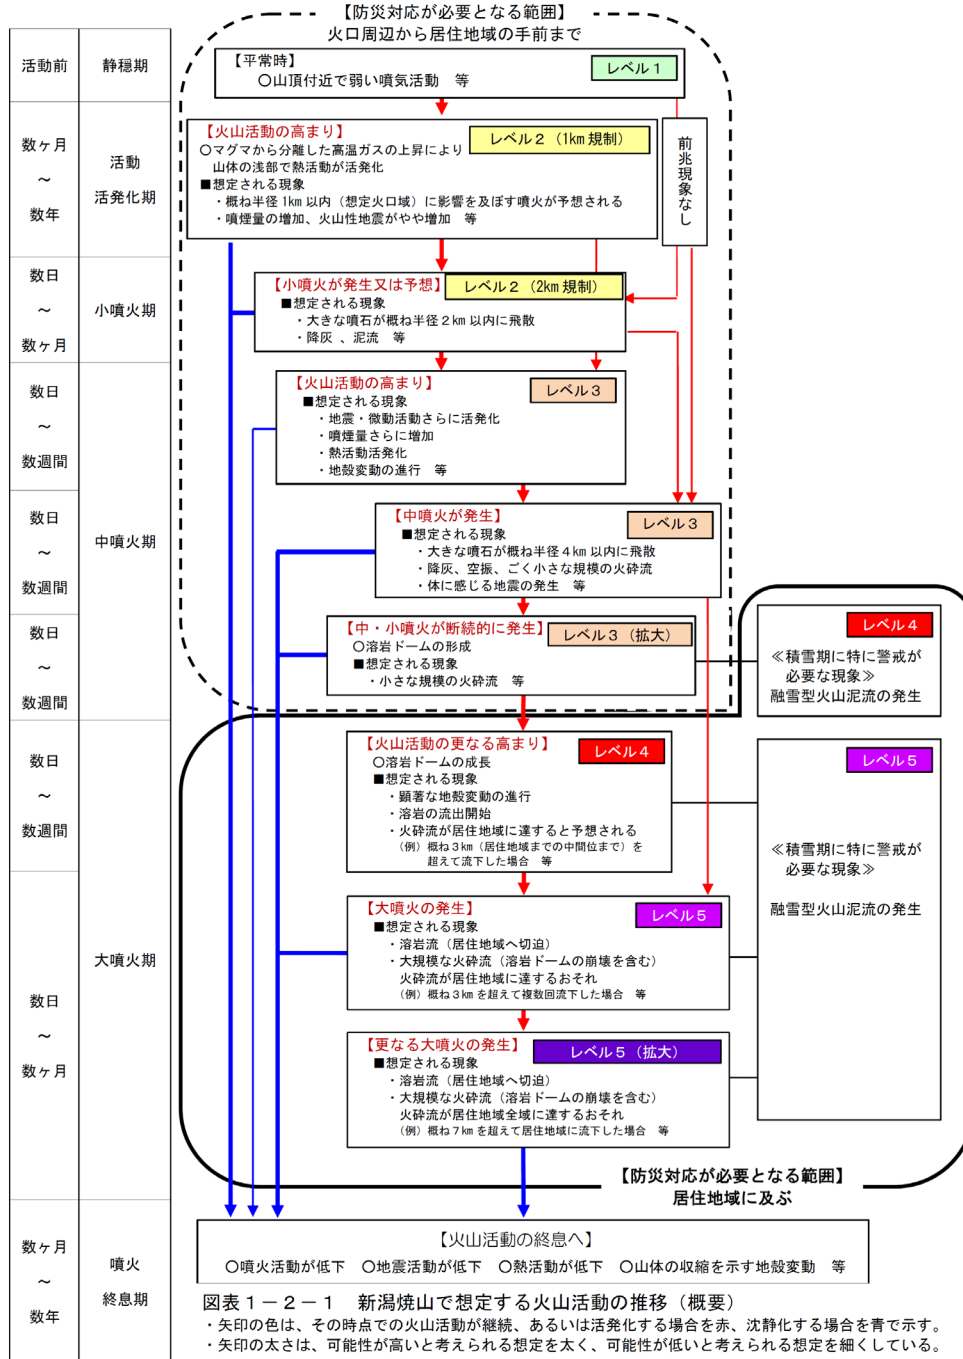 【防災対応が必要となる範囲】
火口周辺から居住地域の手前まで
活動前
静穏期
【平常時】
レベル１
○山頂付近で弱い噴気活動　等
数ヶ月
～
数年
活動
活発化期
【火山活動の高まり】
レベル２（1km 規制）
○マグマから分離した高温ガスの上昇により
山体の浅部で熱活動が活発化
■想定される現象
・概ね半径 1km 以内（想定火口域）に影響を及ぼす噴火が予想される
・噴煙量の増加、火山性地震がやや増加　等
前兆現象なし
数日
～
数ヶ月
小噴火期
【小噴火が発生又は予想】
レベル２（2km 規制）
■想定される現象
・大きな噴石が概ね半径２km 以内に飛散
・降灰 、泥流　等
数日
～
数週間
【火山活動の高まり】
レベル３
■想定される現象
・地震・微動活動さらに活発化
・噴煙量さらに増加
・熱活動活発化
・地殻変動の進行　等
数日
～
数週間
中噴火期
【中噴火が発生】
レベル３
■想定される現象
・大きな噴石が概ね半径４km 以内に飛散
・降灰、空振、ごく小さな規模の火砕流
・体に感じる地震の発生　等
数日
～
数週間
【中・小噴火が断続的に発生】
レベル３（拡大）
○溶岩ドームの形成
■想定される現象
・小さな規模の火砕流　等
レベル４
≪積雪期に特に警戒が
必要な現象≫
融雪型火山泥流の発生
数日
～
数週間
【火山活動の更なる高まり】
レベル４
○溶岩ドームの成長
■想定される現象
・顕著な地殻変動の進行
・溶岩の流出開始
・火砕流が居住地域に達すると予想される
（例）概ね３km（居住地域までの中間位まで）を
超えて流下した場合　等
レベル５
≪積雪期に特に警戒が
必要な現象≫
融雪型火山泥流の発生
数日
～
数ヶ月
大噴火期
【大噴火の発生】
レベル５
■想定される現象
・溶岩流（居住地域へ切迫）
・大規模な火砕流（溶岩ドームの崩壊を含む）
火砕流が居住地域に達するおそれ
（例）概ね３km を超えて複数回流下した場合　等
【更なる大噴火の発生】
レベル５（拡大）
■想定される現象
・溶岩流（居住地域へ切迫）
・大規模な火砕流（溶岩ドームの崩壊を含む）
火砕流が居住地域全域に達するおそれ
（例）概ね７km を超えて居住地域に流下した場合　等
【防災対応が必要となる範囲】
居住地域に及ぶ
数ヶ月
～
数年
噴火
終息期
【火山活動の終息へ】
○噴火活動が低下　○地震活動が低下　○熱活動が低下　○山体の収縮を示す地殻変動　等
図表１－２－１　新潟焼山で想定する火山活動の推移（概要）
・矢印の色は、その時点での火山活動が継続、あるいは活発化する場合を赤、沈静化する場合を青で示す。
・矢印の太さは、可能性が高いと考えられる想定を太く、可能性が低いと考えられる想定を細くしている。